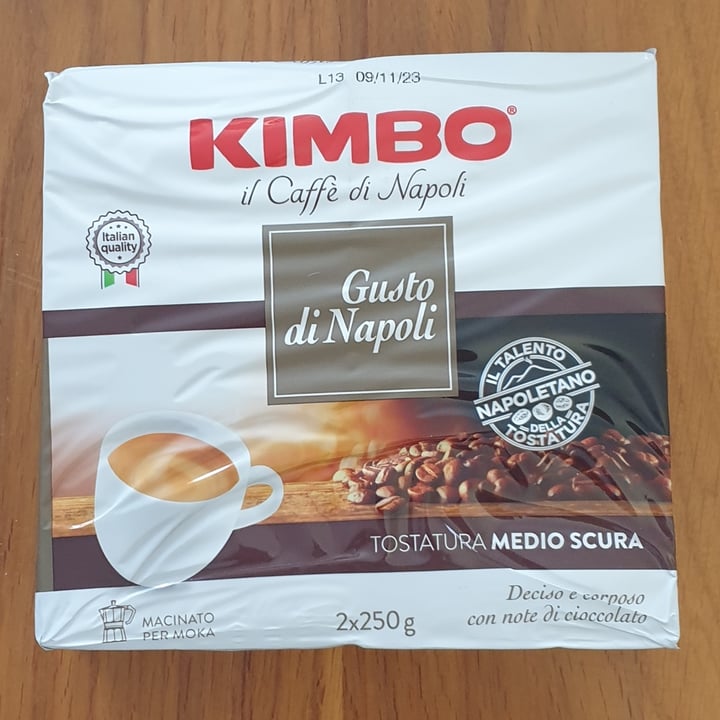 L13 09/11/23
KIMBO®
il Caffè di Napoli
Italian
quality
Gusto
di Napoli
IL TALENTO
NAPOLETANO
DELLA
TOSTATURA
TOSTATURA MEDIO SCURA
MACINATO
PER MOKA
2x250g
Deciso e corposo
con note di cioccolato